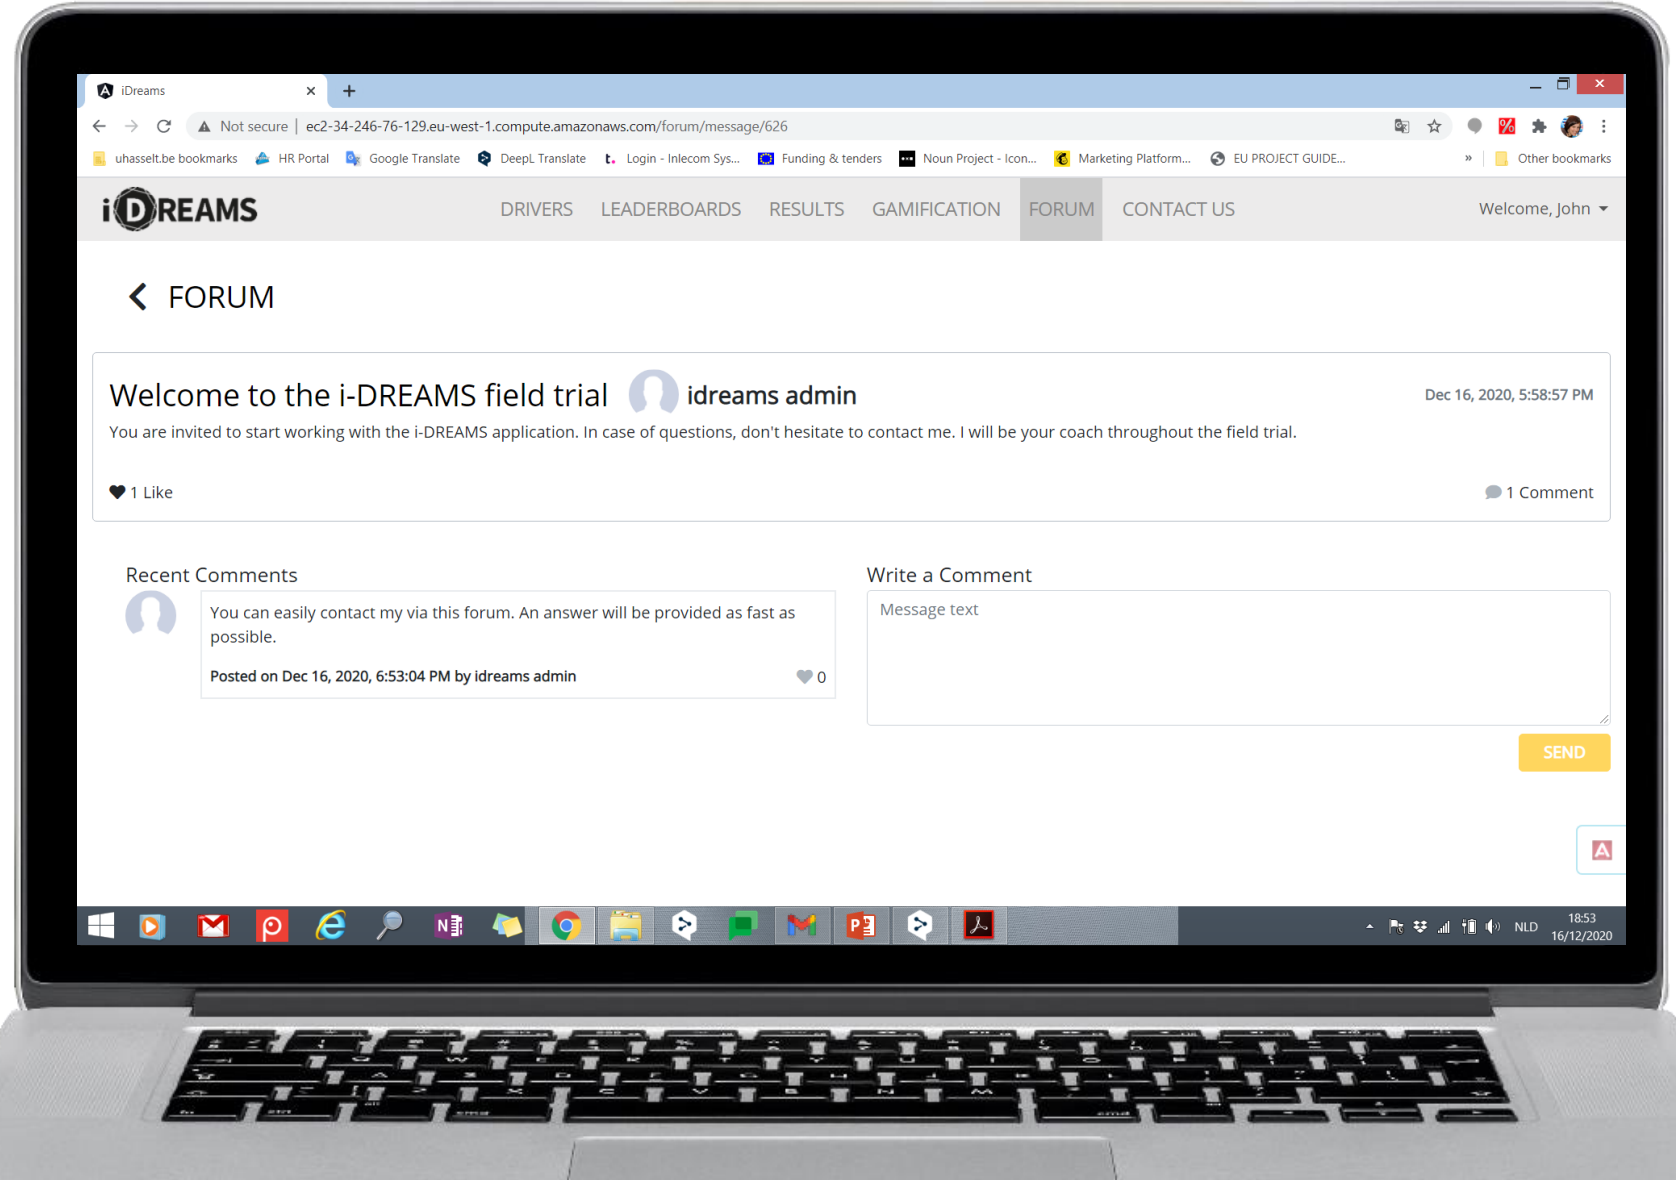 iDreams
Not secure | ec2-34-246-76-129.eu-west-1.compute.amazonaws.com/forum/message/626
uhasselt.be bookmarks HR Portal Google Translate DeepL Translate t. Login - Inlecom Sys... Funding & tenders Noun Project - Icon... Marketing Platform... EU PROJECT GUIDE... » Other bookmarks
iDREAMS DRIVERS LEADERBOARDS RESULTS GAMIFICATION FORUM CONTACT US Welcome, John
FORUM
Welcome to the i-DREAMS field trial idreams admin Dec 16, 2020, 5:58:57 PM
You are invited to start working with the i-DREAMS application. In case of questions, don't hesitate to contact me. I will be your coach throughout the field trial.
1 Like 1 Comment
Recent Comments
You can easily contact my via this forum. An answer will be provided as fast as
possible.
Posted on Dec 16, 2020, 6:53:04 PM by idreams admin 0
Write a Comment
Message text
SEND
NLD 18:53
16/12/2020